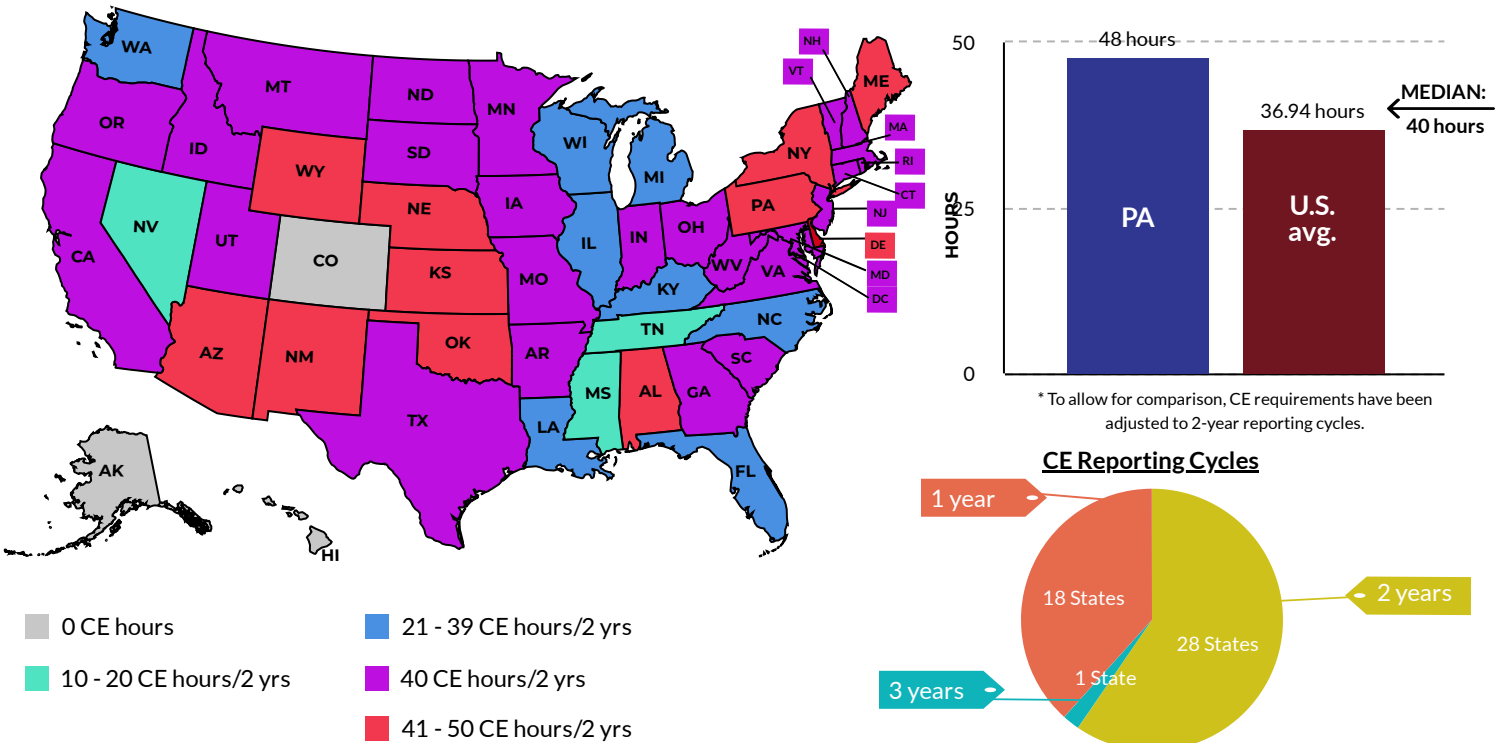 WA
MT
ND
MN
OR
ID
SD
WI
MI
WY
NE
IA
NV
UT
CA
CO
KS
MO
IL
IN
OH
PA
NY
ME
NH
VT
MA
RI
CT
NJ
DE
MD
DC
WV
VA
KY
NC
TN
SC
AZ
NM
OK
AR
MS
AL
GA
TX
LA
FL
AK
HI
0 CE hours
10 - 20 CE hours/2 yrs
21 - 39 CE hours/2 yrs
40 CE hours/2 yrs
41 - 50 CE hours/2 yrs
50
25
0
HOURS
48 hours
PA
36.94 hours
U.S.
avg.
MEDIAN:
40 hours
* To allow for comparison, CE requirements have been
adjusted to 2-year reporting cycles.
CE Reporting Cycles
1 year
18 States
2 years
28 States
3 years
1 State